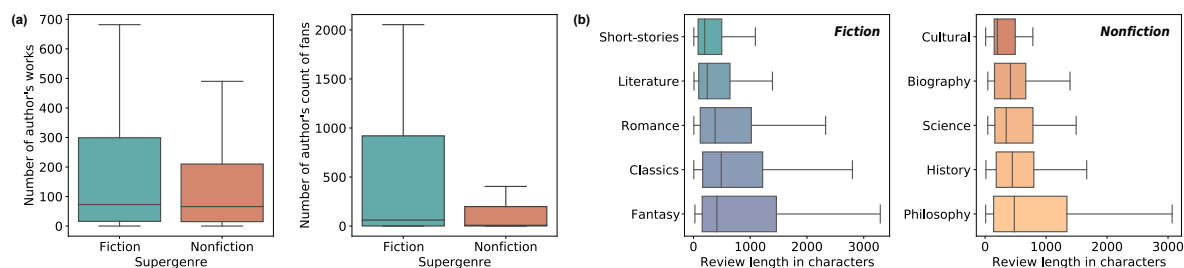 (a)
Number of author's works
700
600
500
400
300
200
100
0
Fiction
Nonfiction
Supergenre
Number of author's count of fans
2000
1500
1000
500
0
Fiction
Nonfiction
Supergenre
(b)
Fiction
Short-stories
Literature
Romance
Classics
Fantasy
0
1000
2000
3000
Review length in characters
Nonfiction
Cultural
Biography
Science
History
Philosophy
0
1000
2000
3000
Review length in characters